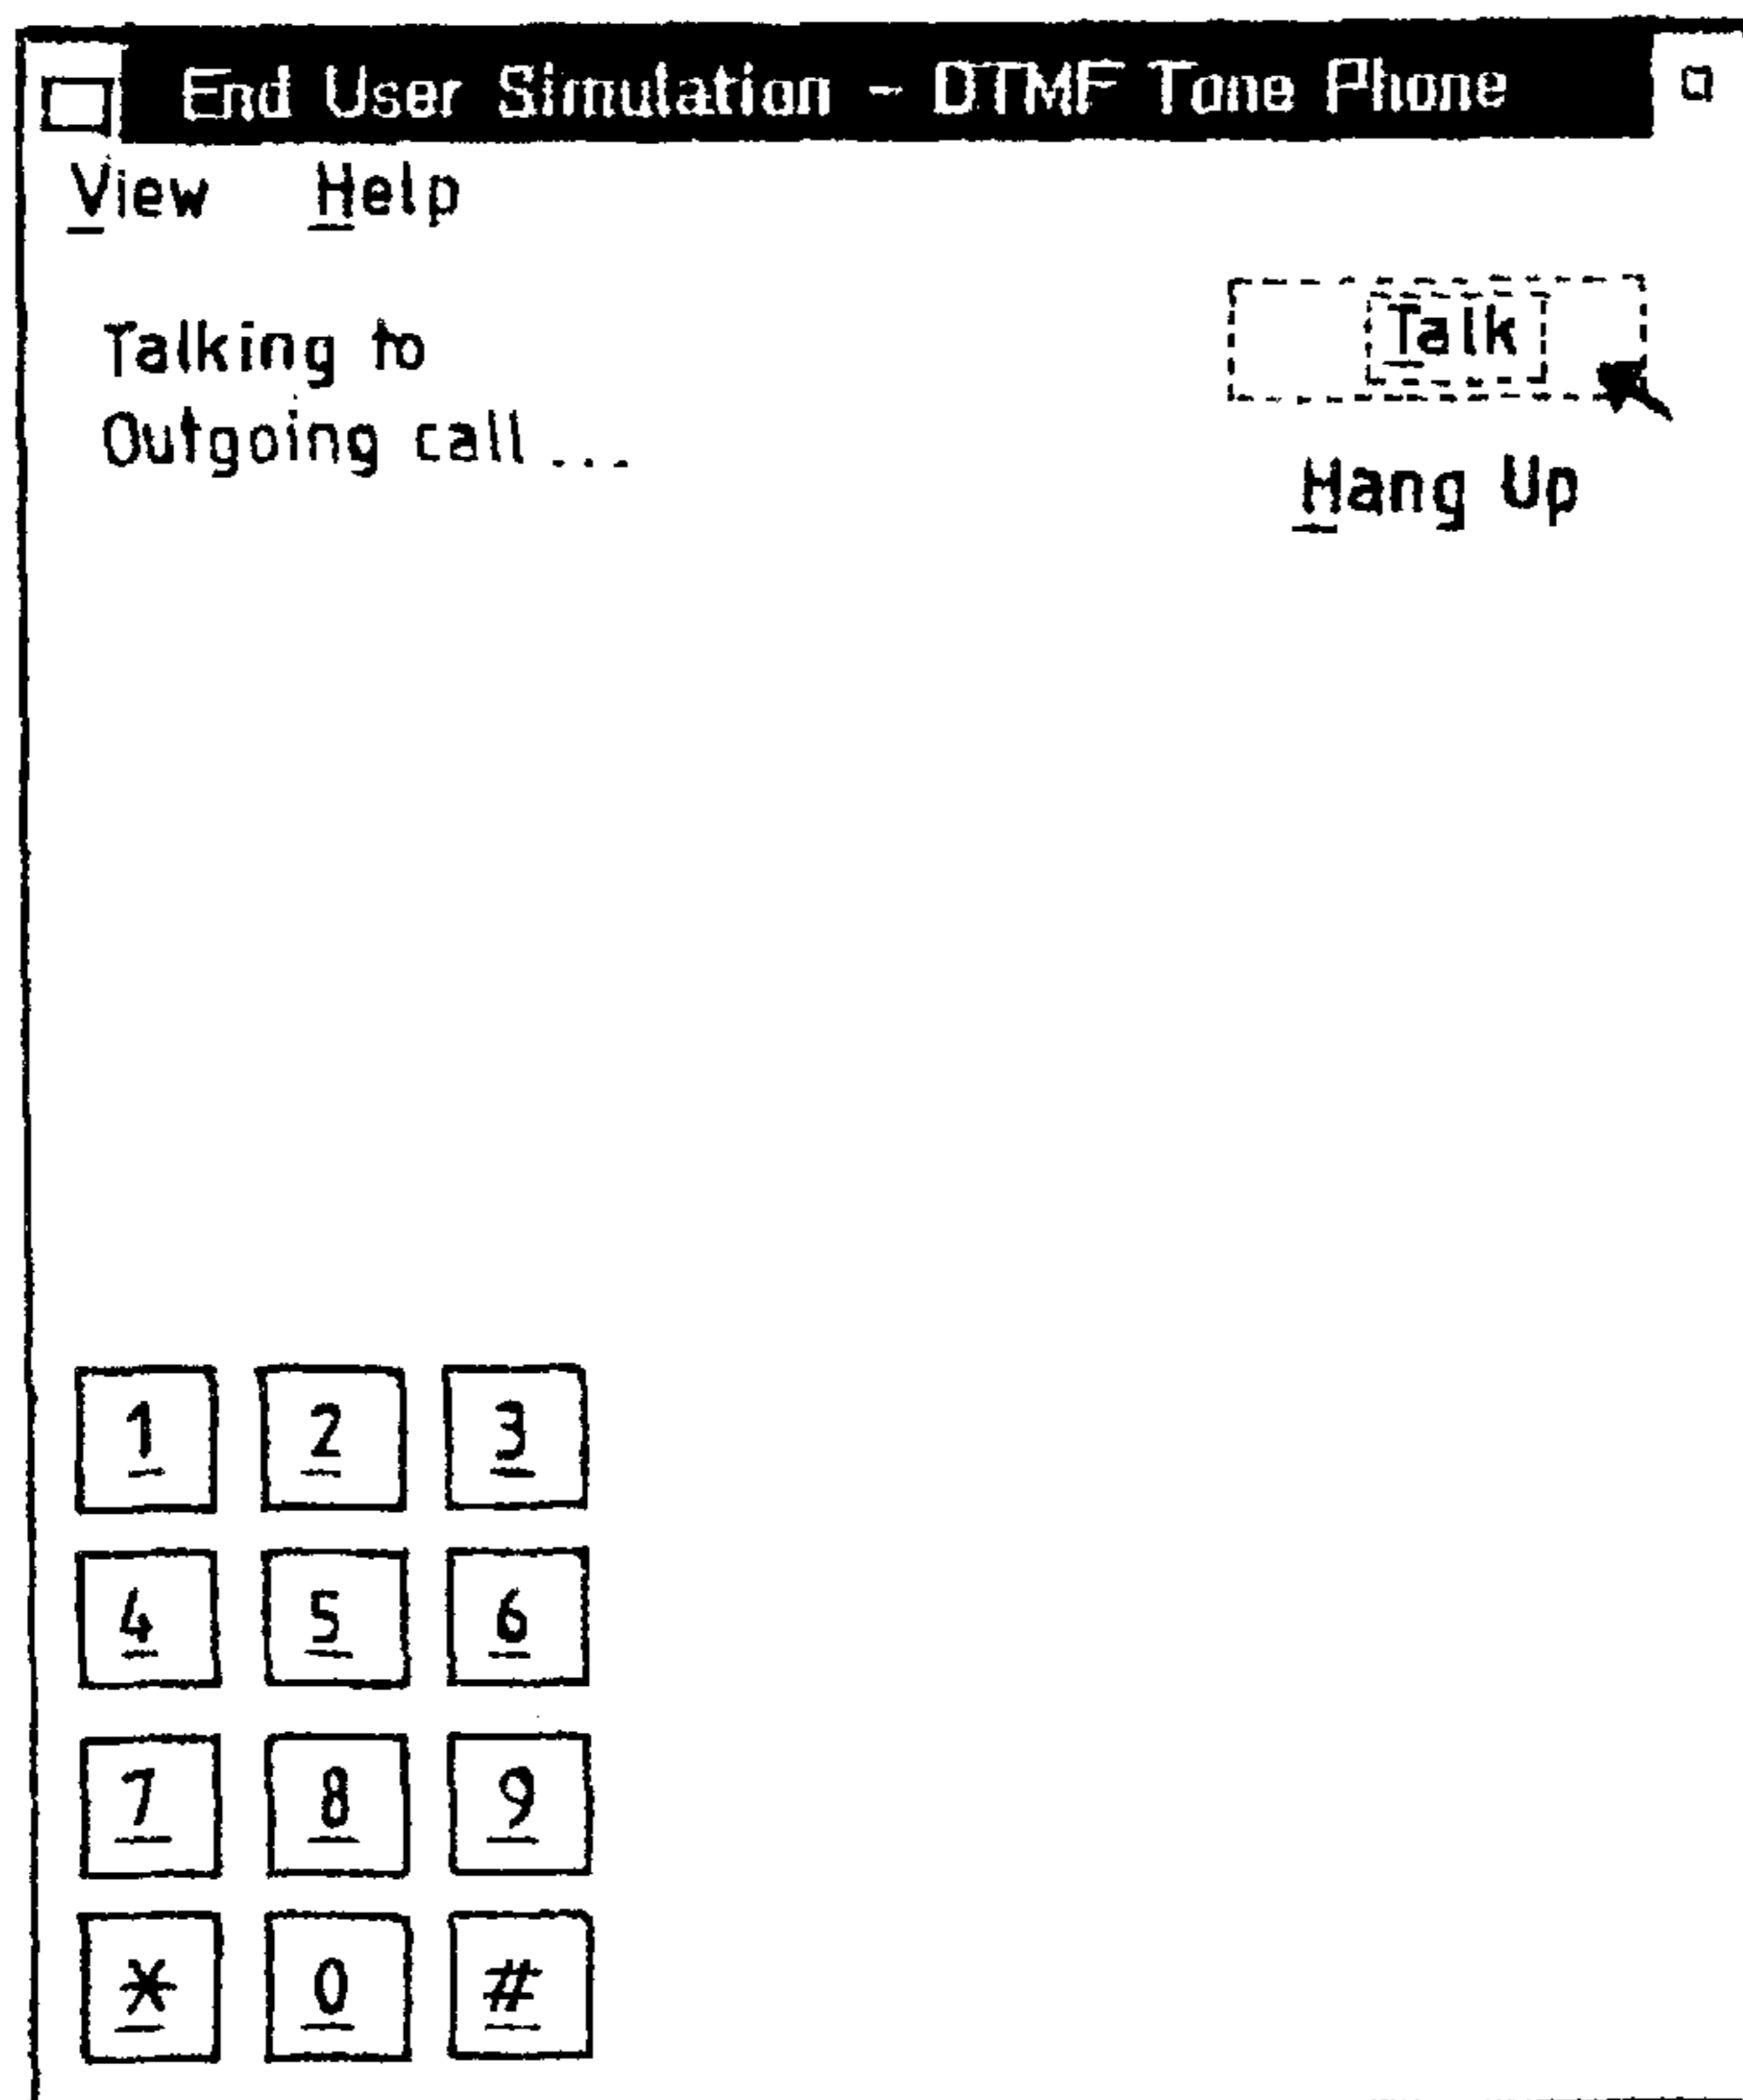 End User Simulation - DTMF Tone Phone
View Help
Talk
Talking to
Outgoing call...
Hang Up
1 2 3
4 5 6
7 8 9
* 0 #